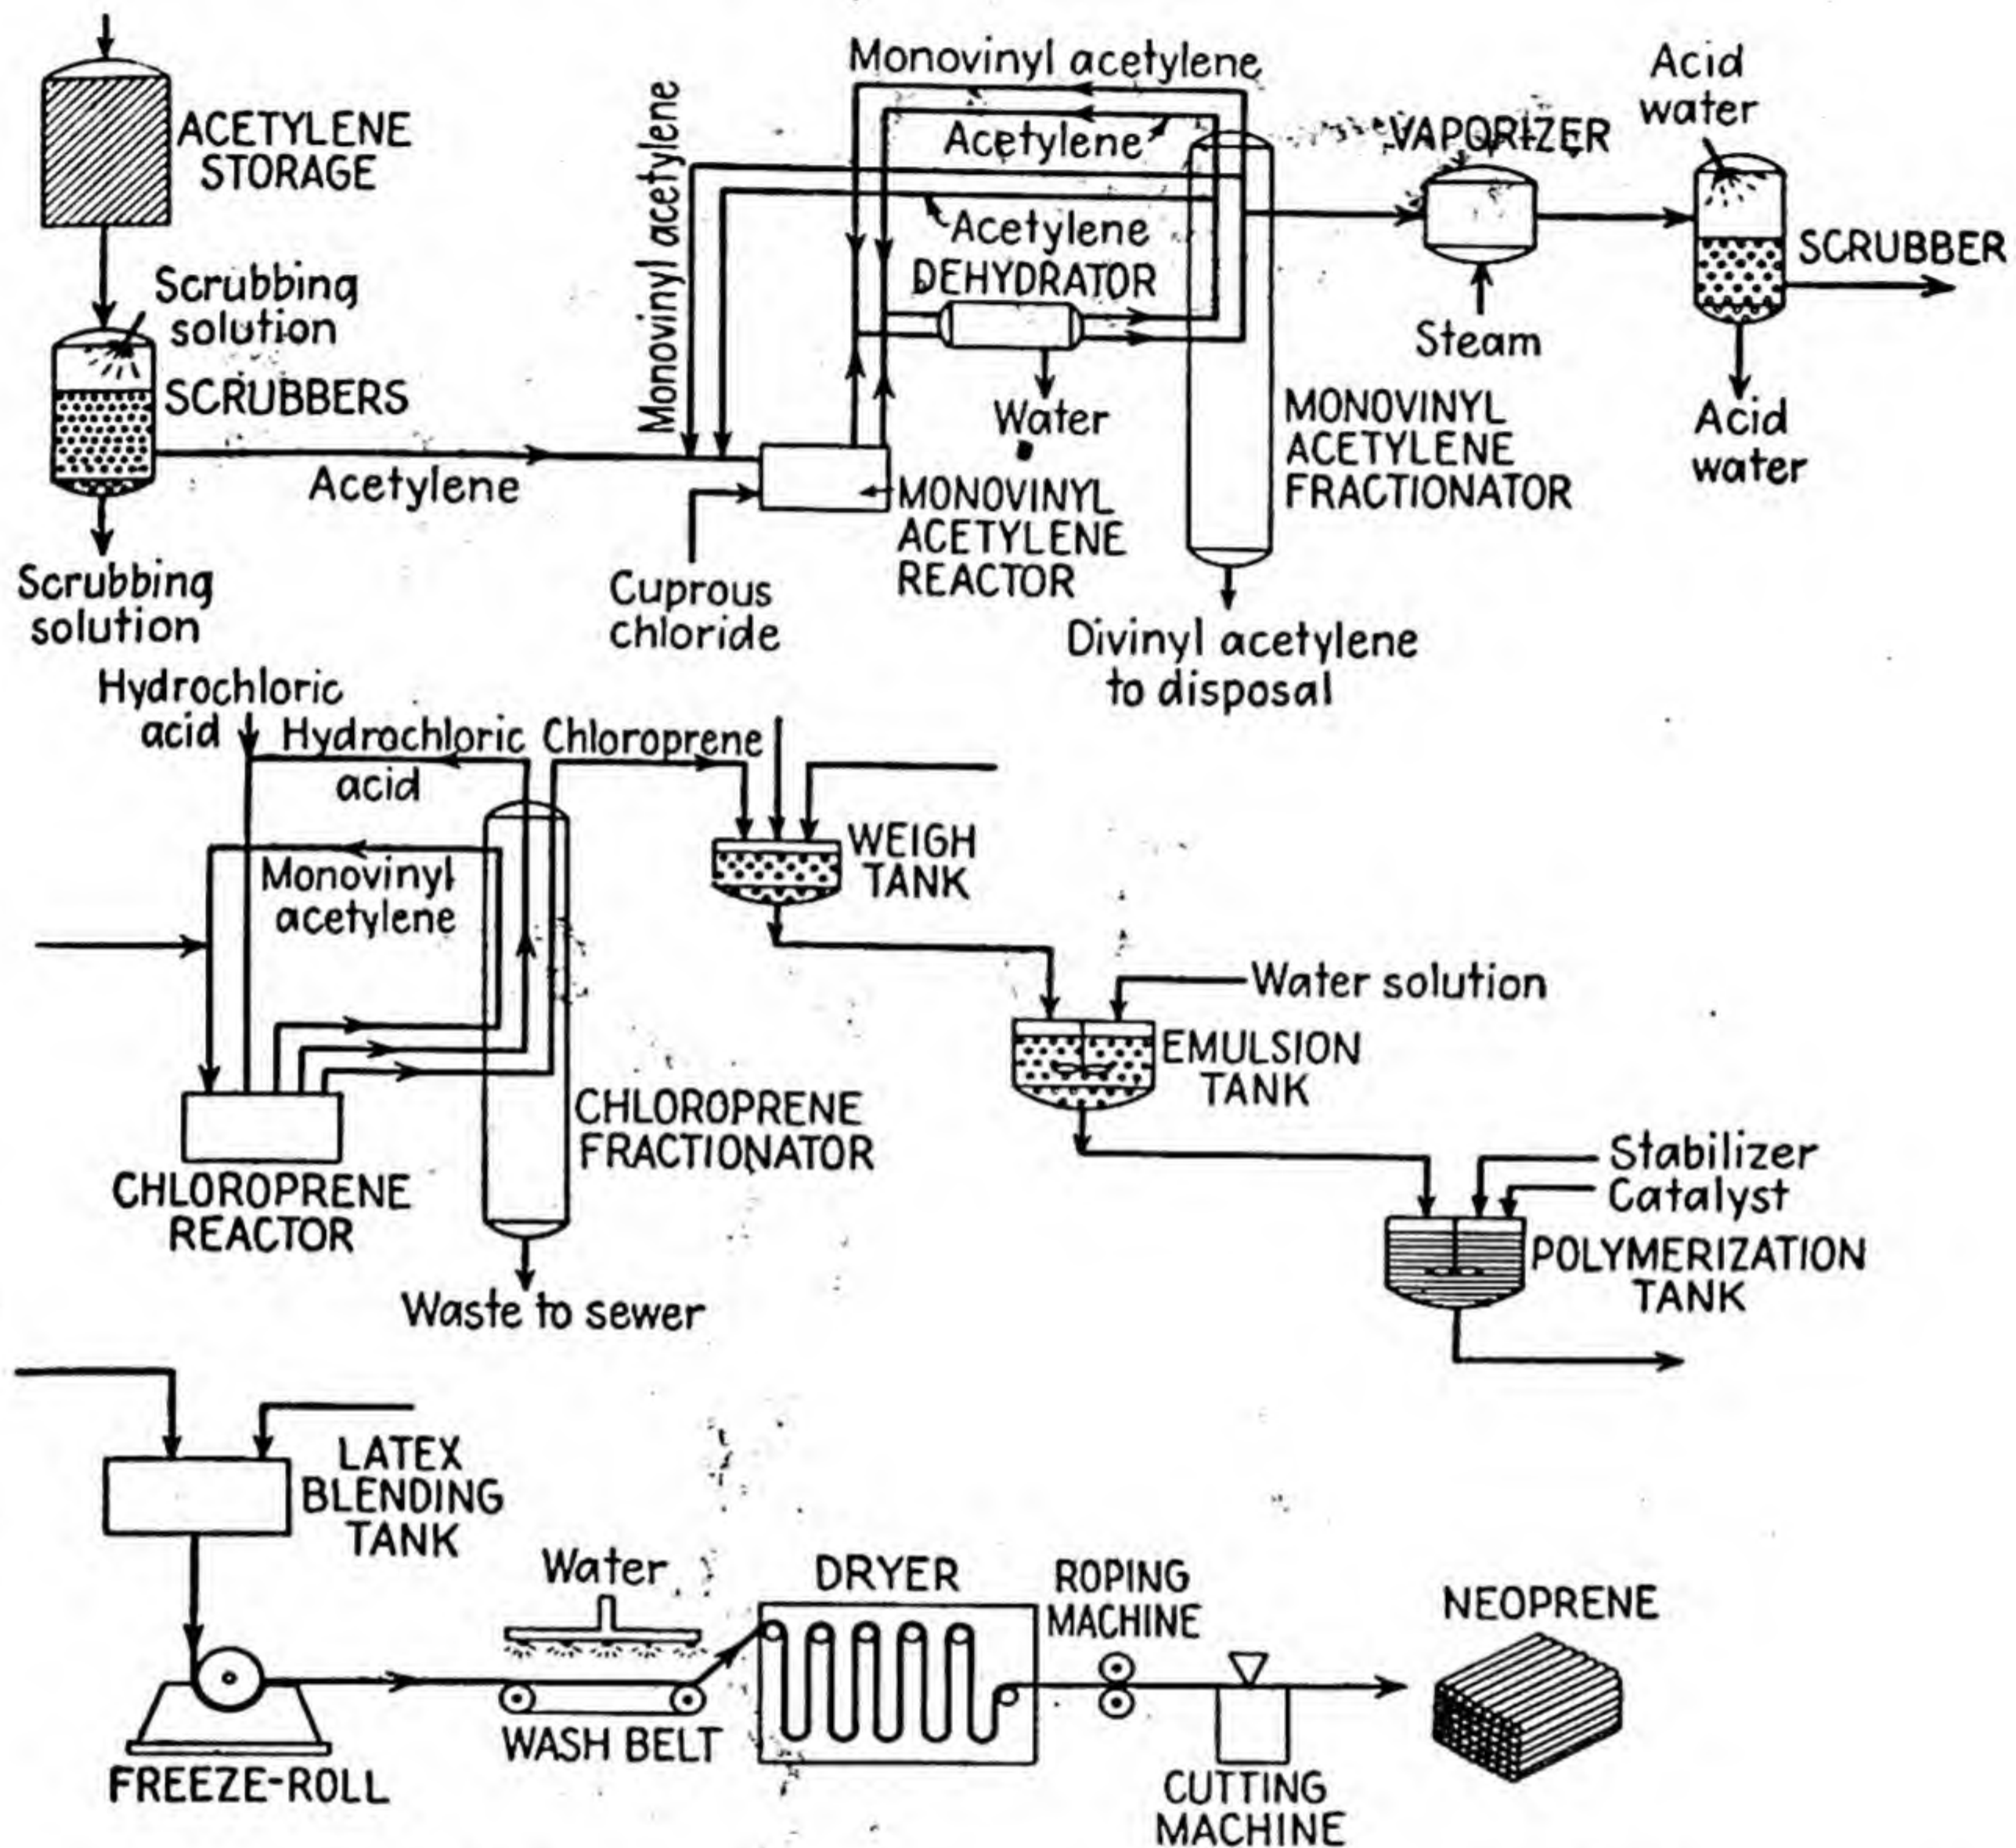 ACETYLENE
STORAGE
Scrubbing
solution
SCRUBBERS
Acetylene
Scrubbing
solution
Monovinyl acetylene
Monovinyl acetylene
Acetylene
Acetylene
DEHYDRATOR
Water
MONOVINYL
ACETYLENE
REACTOR
Cuprous
chloride
MONOVINYL
ACETYLENE
FRACTIONATOR
Divinyl acetylene
to disposal
VAPORIZER
Steam
Acid
water
SCRUBBER
Acid
water
Hydrochloric
acid
Hydrochloric
acid
Chloroprene
Monovinyl
acetylene
CHLOROPRENE
REACTOR
CHLOROPRENE
FRACTIONATOR
Waste to sewer
WEIGH
TANK
Water solution
EMULSION
TANK
Stabilizer
Catalyst
POLYMERIZATION
TANK
LATEX
BLENDING
TANK
FREEZE-ROLL
Water
WASH BELT
DRYER
ROPING
MACHINE
CUTTING
MACHINE
NEOPRENE